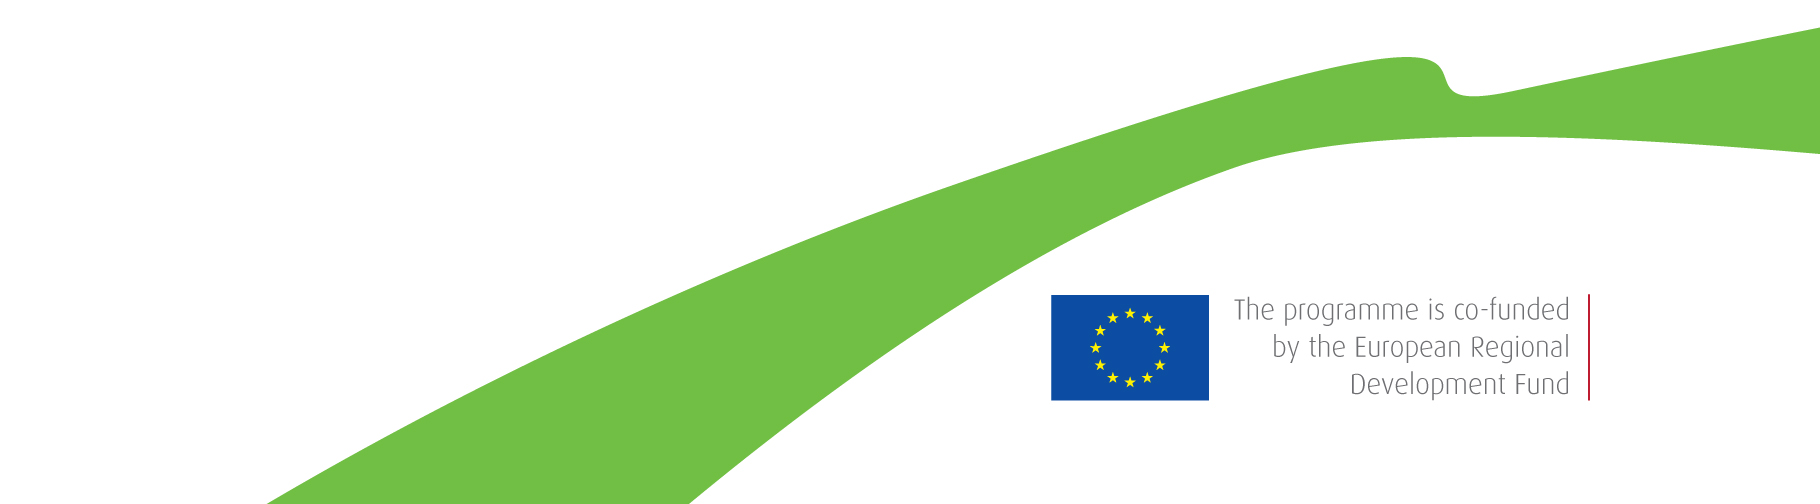 The programme is co-funded
by the European Regional
Development Fund